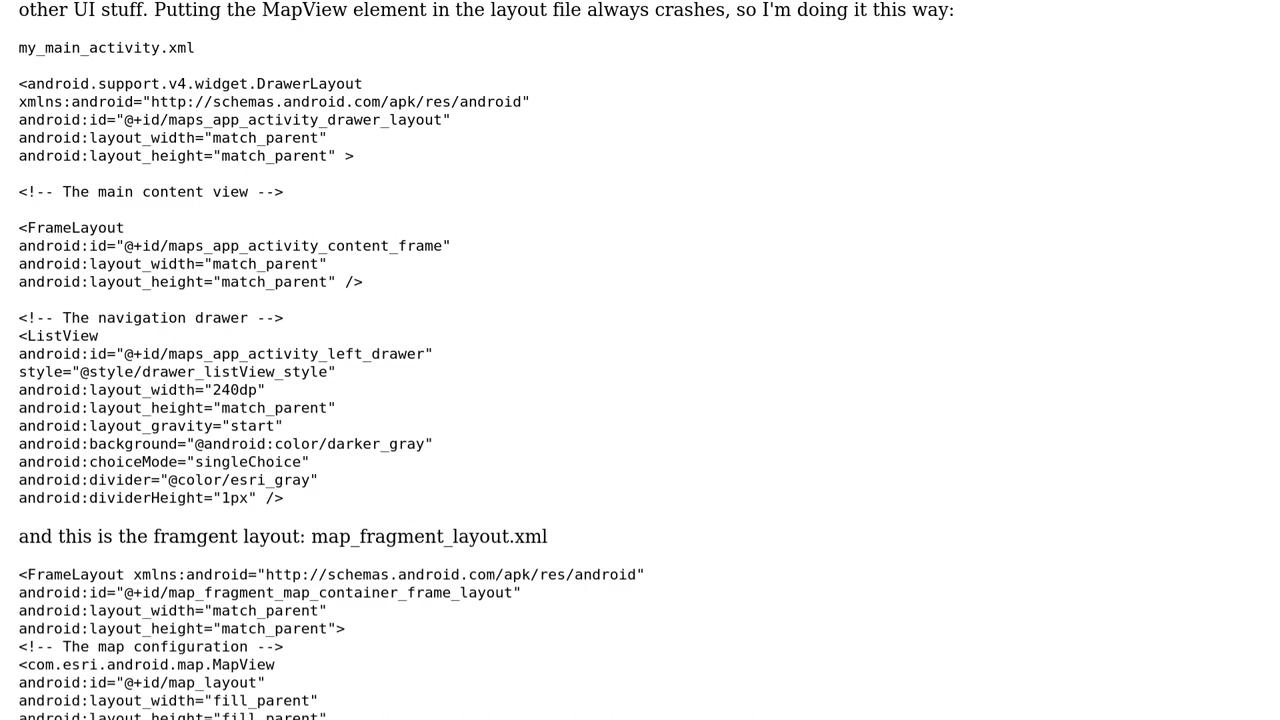 other UI stuff. Putting the MapView element in the layout file always crashes, so I'm doing it this way:
my_main_activity.xml
<android.support.v4.widget.DrawerLayout
xmlns:android="http://schemas.android.com/apk/res/android"
android:id="@+id/maps_app_activity_drawer_layout"
android:layout_width="match_parent"
android:layout_height="match_parent" >
<!-- The main content view -->
<FrameLayout
android:id="@+id/maps_app_activity_content_frame"
android:layout_width="match_parent"
android:layout_height="match_parent" />
<!-- The navigation drawer -->
<ListView
android:id="@+id/maps_app_activity_left_drawer"
style="@style/drawer_listView_style"
android:layout_width="240dp"
android:layout_height="match_parent"
android:layout_gravity="start"
android:background="@android:color/darker_gray"
android:choiceMode="singleChoice"
android:divider="@color/esri_gray"
android:dividerHeight="1px" />
and this is the framgent layout: map_fragment_layout.xml
<FrameLayout xmlns:android="http://schemas.android.com/apk/res/android"
android:id="@+id/map_fragment_map_container_frame_layout"
android:layout_width="match_parent"
android:layout_height="match_parent">
<!-- The map configuration -->
<com.esri.android.map.MapView
android:id="@+id/map_layout"
android:layout_width="fill_parent"
android:layout_height="fill_parent"